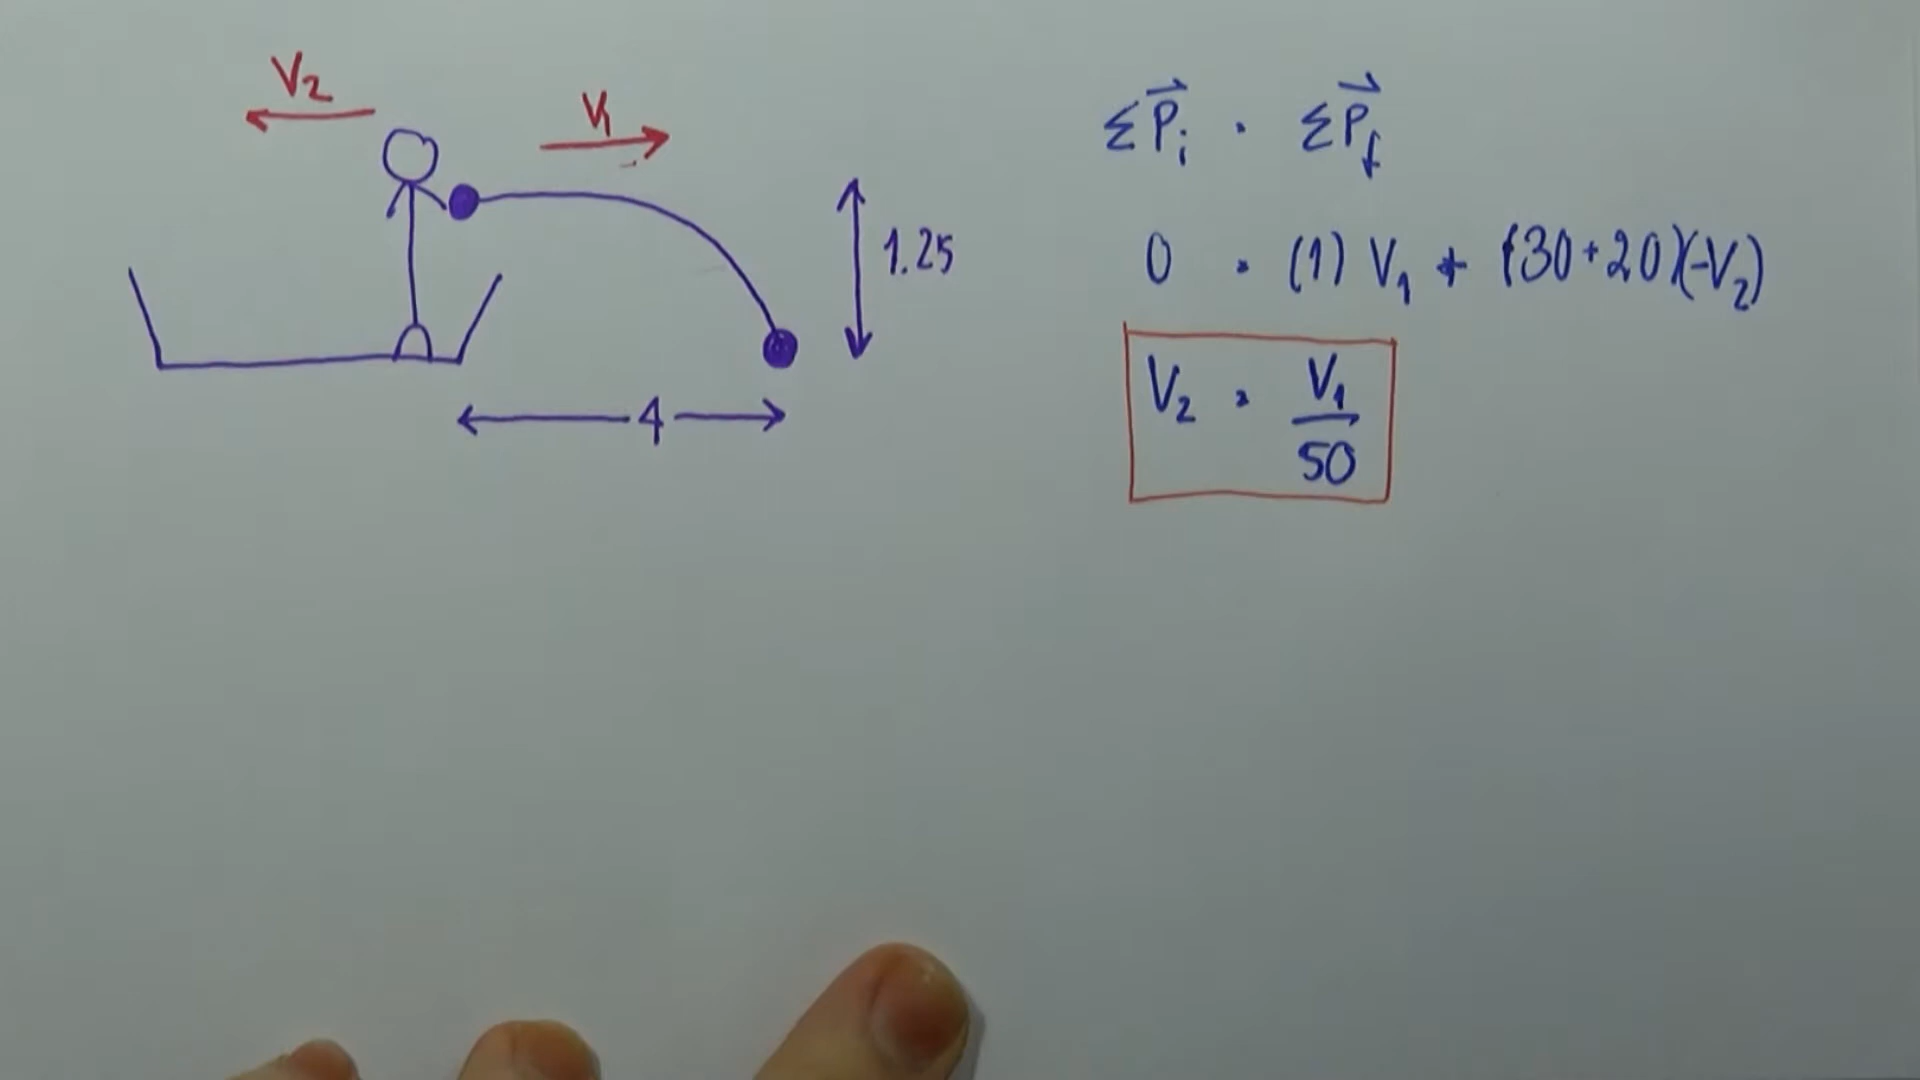 V₂
V₁
1.25
4
ΣP⃗ᵢ = ΣP⃗f
0 = (1) V₁ + (30+20)(-V₂)
V₂ = V₁/50